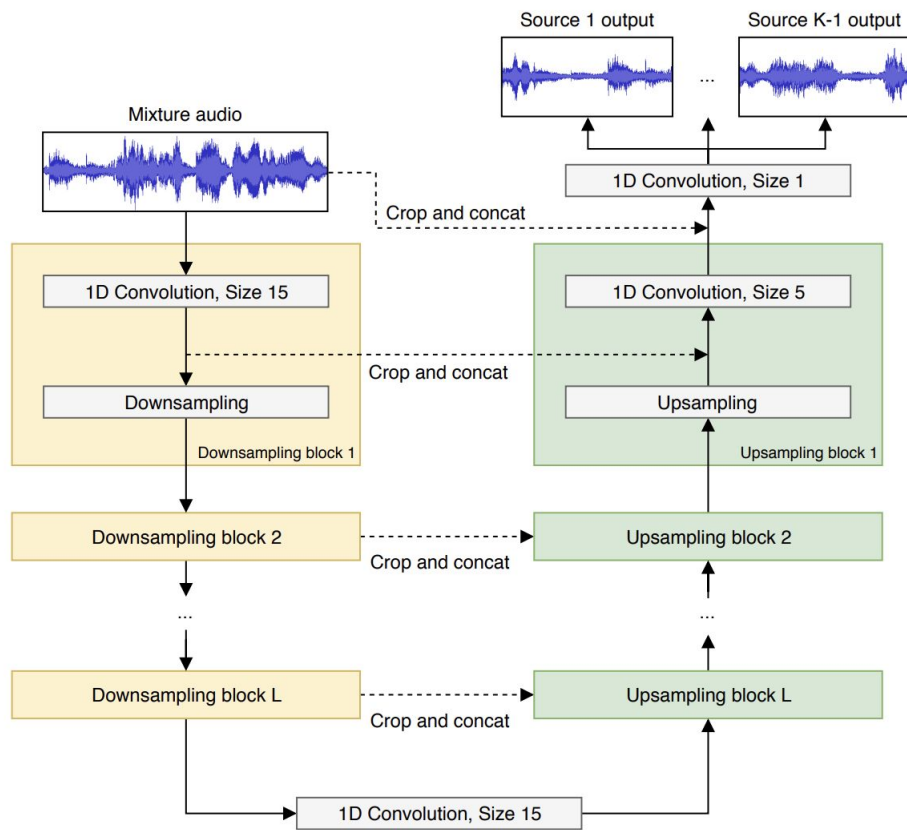 Source 1 output
Source K-1 output
...
Mixture audio
1D Convolution, Size 1
Crop and concat
1D Convolution, Size 15
1D Convolution, Size 5
Crop and concat
Downsampling
Upsampling
Downsampling block 1
Upsampling block 1
Downsampling block 2
Upsampling block 2
Crop and concat
...
...
Downsampling block L
Upsampling block L
Crop and concat
1D Convolution, Size 15